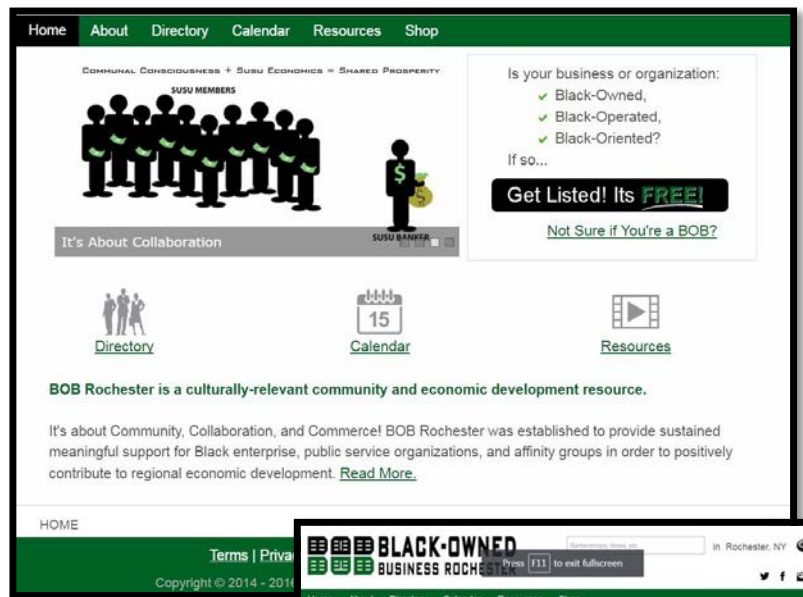 Home About Directory Calendar Resources Shop
COMMUNAL CONSCIOUSNESS + SUSU ECONOMICS = SHARED PROSPERITY
SUSU MEMBERS
$
$
SUSU BANKER
It's About Collaboration
Is your business or organization:
Black-Owned,
Black-Operated,
Black-Oriented?
If so...
Get Listed! Its FREE!
Not Sure if You're a BOB?
15
Directory Calendar Resources
BOB Rochester is a culturally-relevant community and economic development resource.
It's about Community, Collaboration, and Commerce! BOB Rochester was established to provide sustained
meaningful support for Black enterprise, public service organizations, and affinity groups in order to positively
contribute to regional economic development. Read More.
HOME
Terms |
Copyright © 2014 - 2016
BLACK-OWNED
BUSINESS ROCHESTER
in Rochester, NY
Press F11 to exit fullscreen